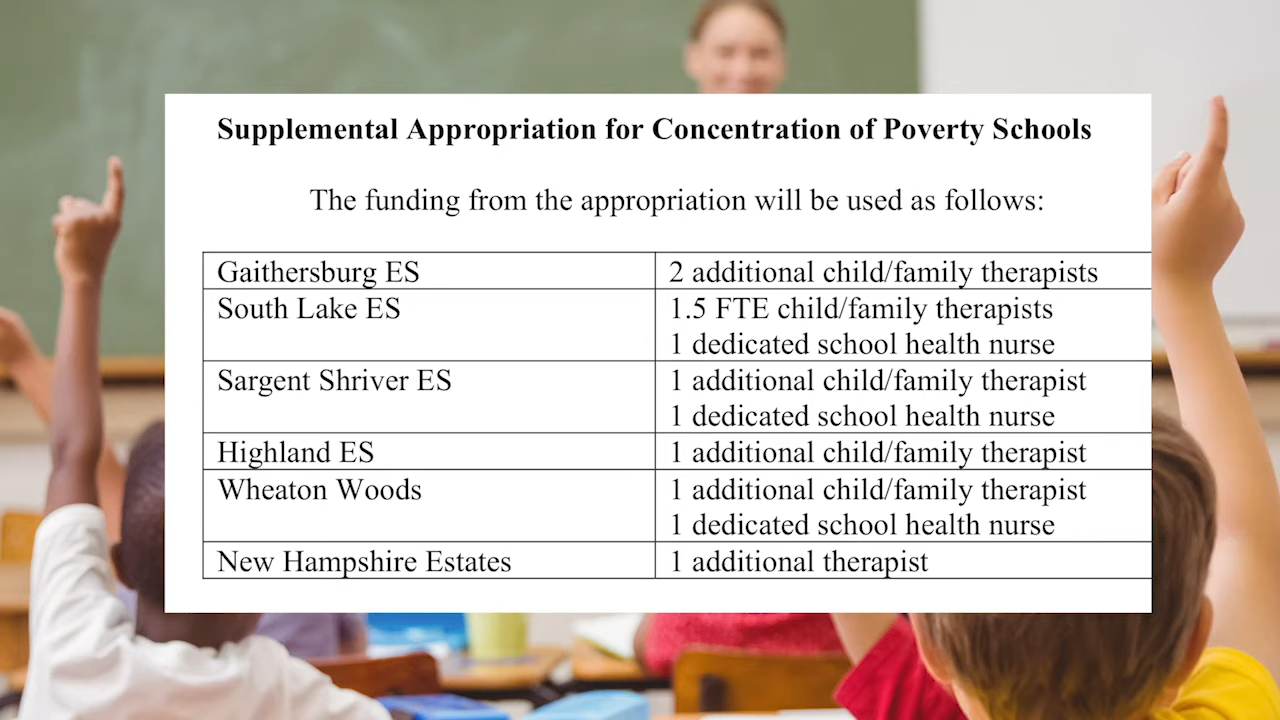 Supplemental Appropriation for Concentration of Poverty Schools
The funding from the appropriation will be used as follows:
Gaithersburg ES 2 additional child/family therapists
South Lake ES 1.5 FTE child/family therapists
1 dedicated school health nurse
Sargent Shriver ES 1 additional child/family therapist
1 dedicated school health nurse
Highland ES 1 additional child/family therapist
Wheaton Woods 1 additional child/family therapist
1 dedicated school health nurse
New Hampshire Estates 1 additional therapist